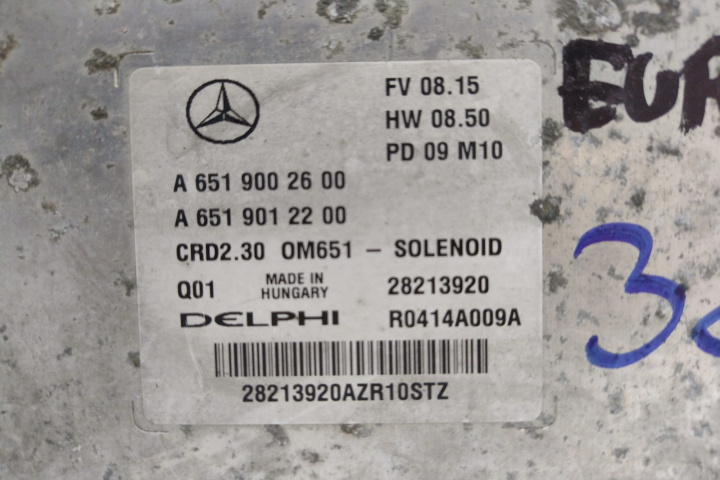 FV 08.15
HW 08.50
PD 09 M10
A 651 900 26 00
A 651 901 22 00
CRD2.30 OM651 – SOLENOID
Q01 MADE IN HUNGARY 28213920
DELPHI R0414A009A
28213920AZR10STZ
EUR